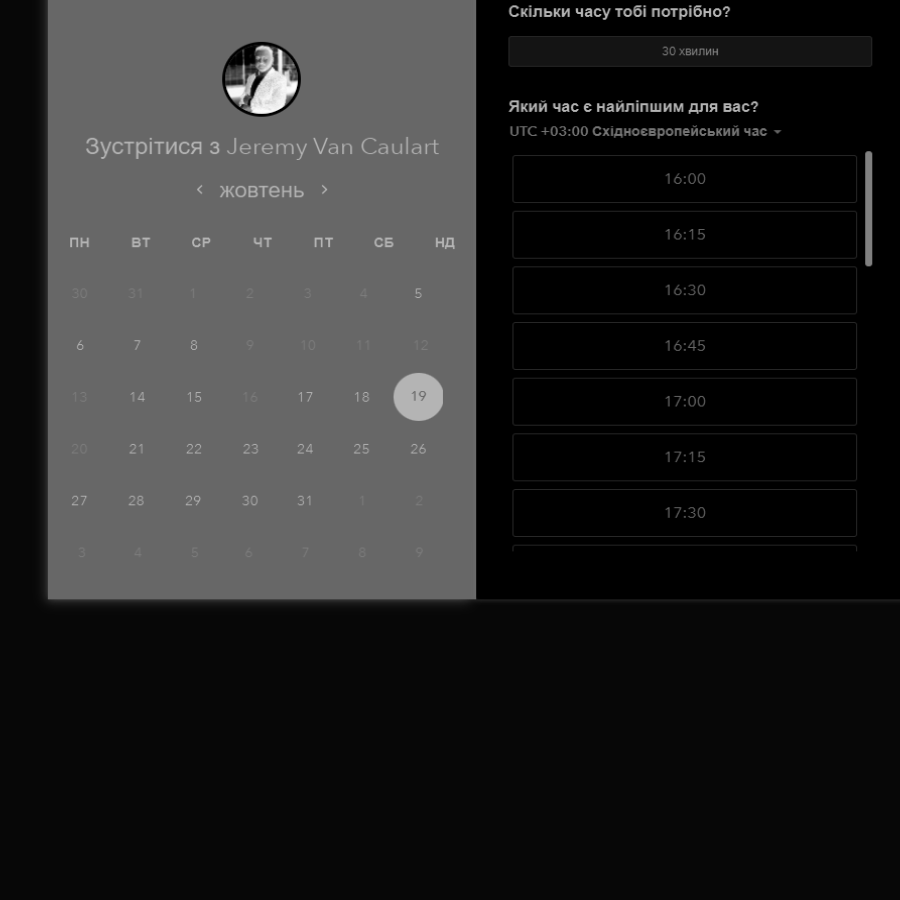 Зустрітися з Jeremy Van Caulart
‹ жовтень ›
ПН ВТ СР ЧТ ПТ СБ НД
30 31 1 2 3 4 5
6 7 8 9 10 11 12
13 14 15 16 17 18 19
20 21 22 23 24 25 26
27 28 29 30 31 1 2
3 4 5 6 7 8 9
Скільки часу тобі потрібно?
30 хвилин
Який час є найліпшим для вас?
UTC +03:00 Східноєвропейський час
16:00
16:15
16:30
16:45
17:00
17:15
17:30